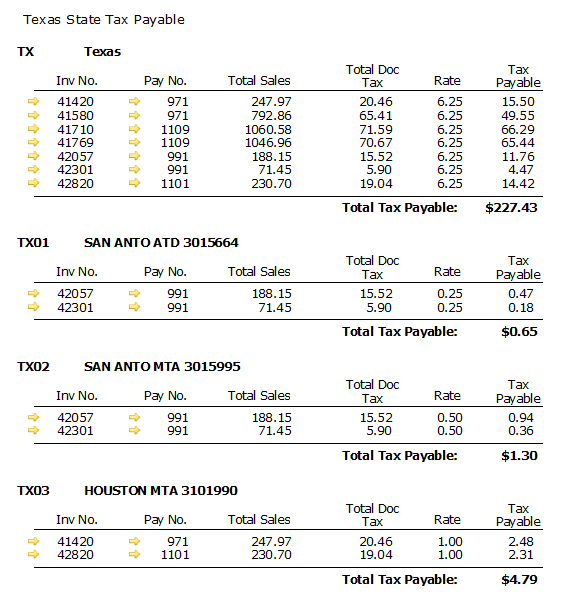 Texas State Tax Payable
TX Texas
Inv No. Pay No. Total Sales Total Doc Tax Rate Tax Payable
41420 971 247.97 20.46 6.25 15.50
41580 971 792.86 65.41 6.25 49.55
41710 1109 1060.58 71.59 6.25 66.29
41769 1109 1046.96 70.67 6.25 65.44
42057 991 188.15 15.52 6.25 11.76
42301 991 71.45 5.90 6.25 4.47
42820 1101 230.70 19.04 6.25 14.42
Total Tax Payable: $227.43
TX01 SAN ANTO ATD 3015664
Inv No. Pay No. Total Sales Total Doc Tax Rate Tax Payable
42057 991 188.15 15.52 0.25 0.47
42301 991 71.45 5.90 0.25 0.18
Total Tax Payable: $0.65
TX02 SAN ANTO MTA 3015995
Inv No. Pay No. Total Sales Total Doc Tax Rate Tax Payable
42057 991 188.15 15.52 0.50 0.94
42301 991 71.45 5.90 0.50 0.36
Total Tax Payable: $1.30
TX03 HOUSTON MTA 3101990
Inv No. Pay No. Total Sales Total Doc Tax Rate Tax Payable
41420 971 247.97 20.46 1.00 2.48
42820 1101 230.70 19.04 1.00 2.31
Total Tax Payable: $4.79